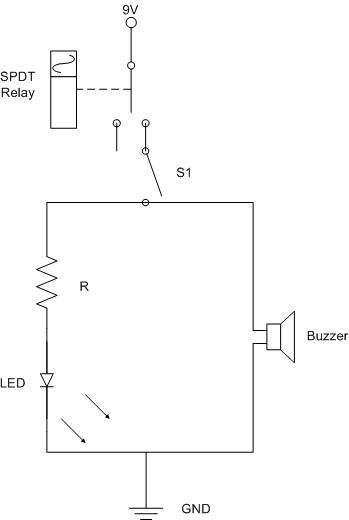 9V
SPDT
Relay
S1
R
Buzzer
LED
GND